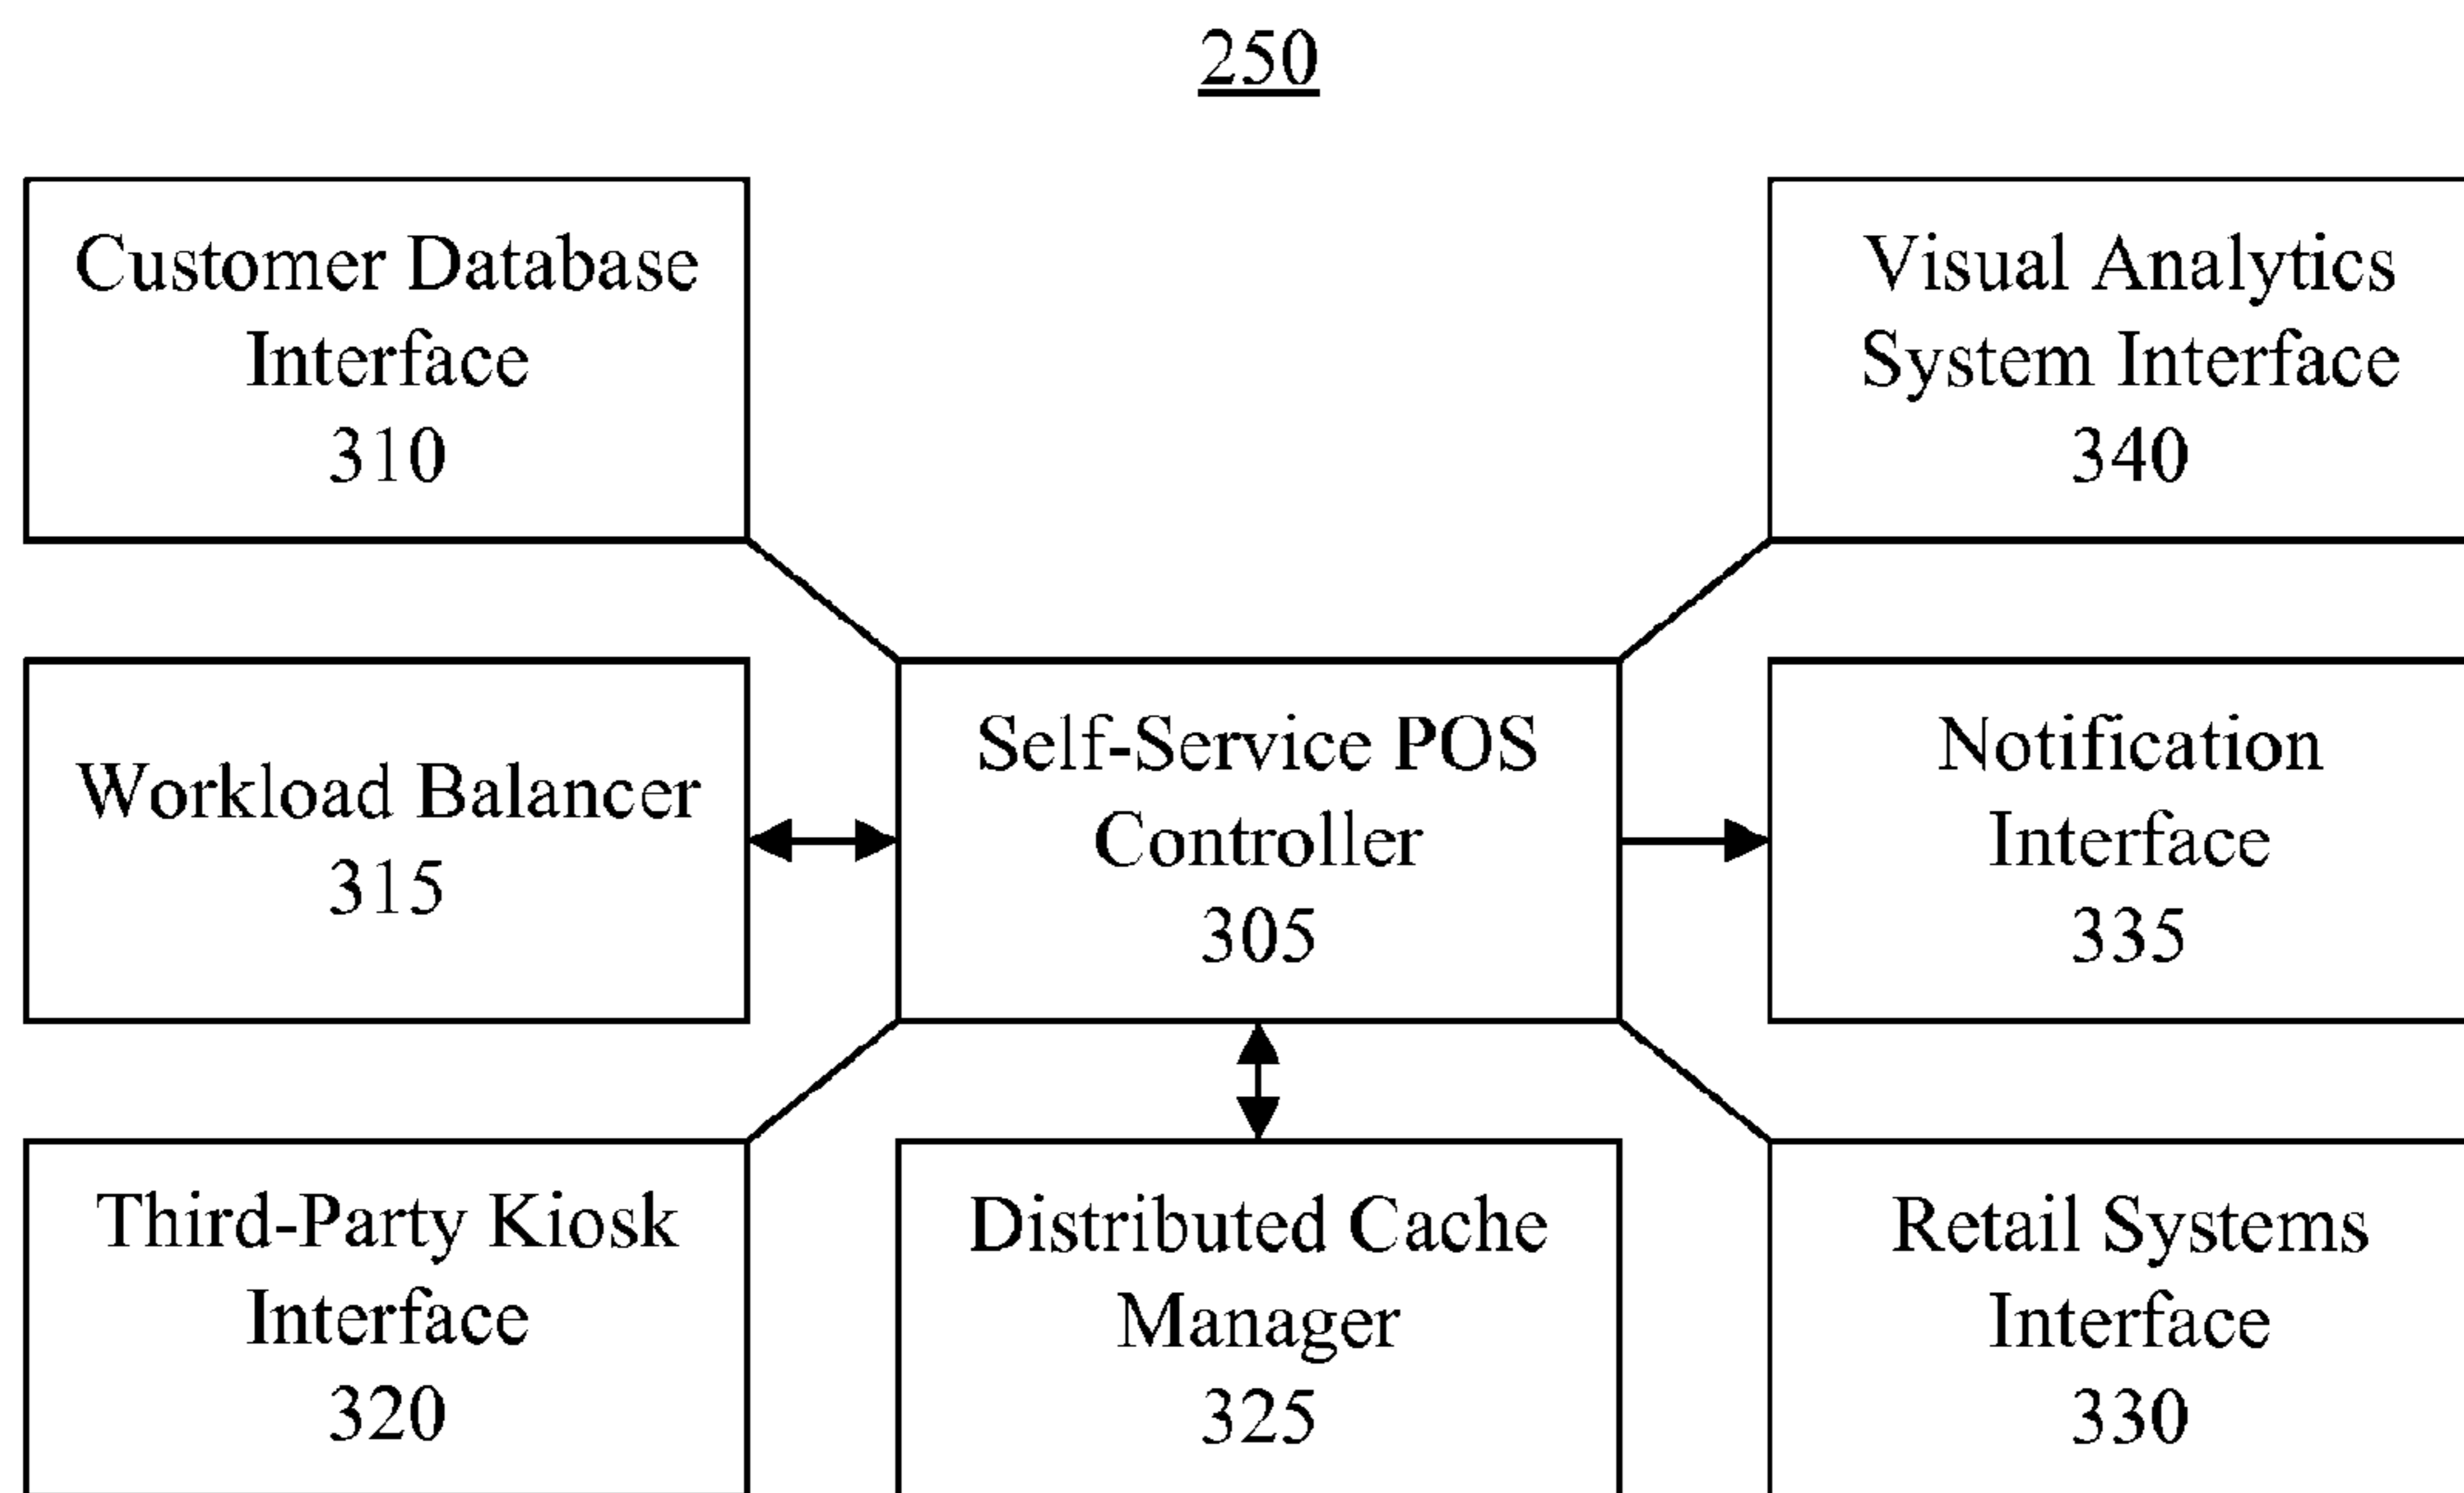 250
Customer Database
Interface
310
Visual Analytics
System Interface
340
Workload Balancer
315
Self-Service POS
Controller
305
Notification
Interface
335
Third-Party Kiosk
Interface
320
Distributed Cache
Manager
325
Retail Systems
Interface
330